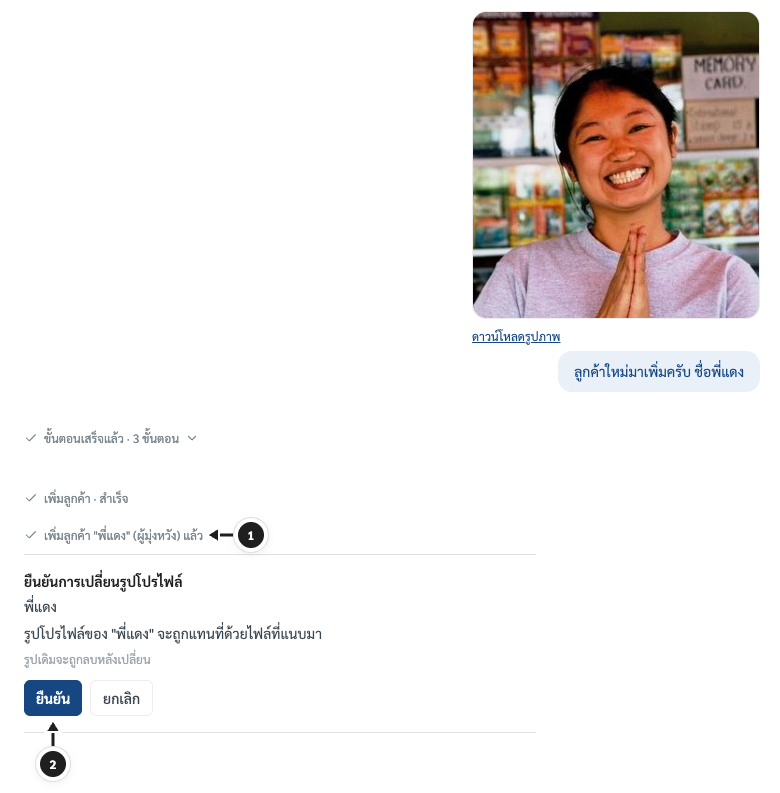 MEMORY
CARD.
International
ดาวน์โหลดรูปภาพ
ลูกค้าใหม่มาเพิ่มครับ ชื่อพี่แดง
ขั้นตอนเสร็จแล้ว · 3 ขั้นตอน
เพิ่มลูกค้า · สำเร็จ
เพิ่มลูกค้า "พี่แดง" (ผู้มุ่งหวัง) แล้ว
1
ยืนยันการเปลี่ยนรูปโปรไฟล์
พี่แดง
รูปโปรไฟล์ของ "พี่แดง" จะถูกแทนที่ด้วยไฟล์ที่แนบมา
รูปเดิมจะถูกลบหลังเปลี่ยน
ยืนยัน ยกเลิก
2